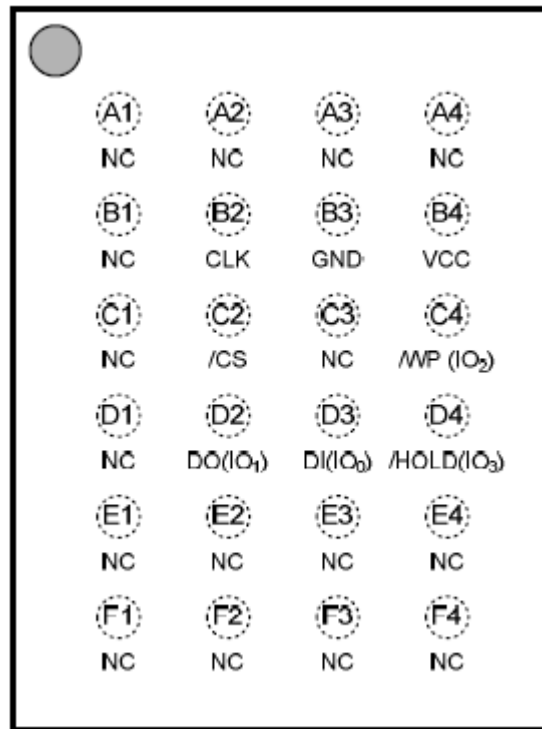 A1 A2 A3 A4
NC NC NC NC
B1 B2 B3 B4
NC CLK GND VCC
C1 C2 C3 C4
NC /CS NC /WP (IO₂)
D1 D2 D3 D4
NC DO(IO₁) DI(IO₀) /HOLD(IO₃)
E1 E2 E3 E4
NC NC NC NC
F1 F2 F3 F4
NC NC NC NC